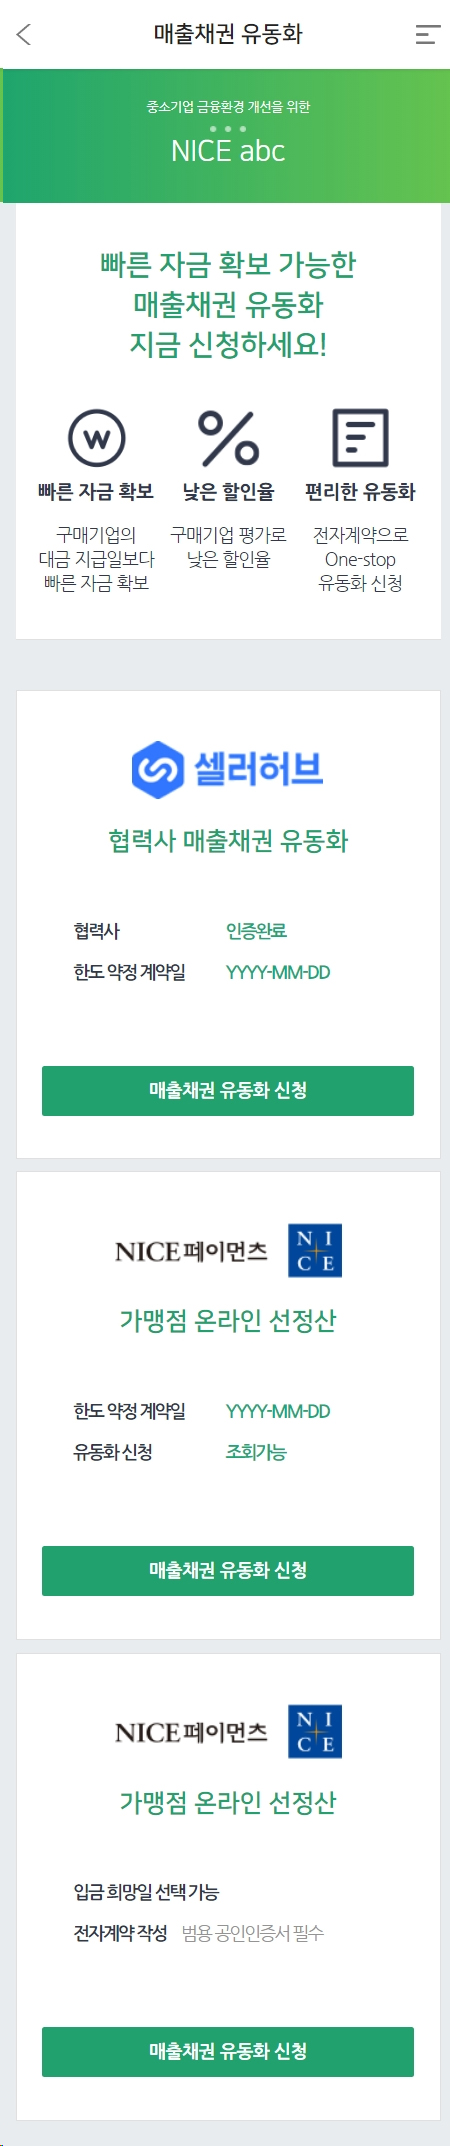 매출채권 유동화
중소기업 금융환경 개선을 위한
NICE abc
빠른 자금 확보 가능한
매출채권 유동화
지금 신청하세요!
W
빠른 자금 확보
낮은 할인율
편리한 유동화
구매기업의
대금 지급일보다
빠른 자금 확보
구매기업 평가로
낮은 할인율
전자계약으로
One-stop
유동화 신청
셀러허브
협력사 매출채권 유동화
협력사 인증완료
한도 약정 계약일 YYYY-MM-DD
매출채권 유동화 신청
NICE페이먼츠 NICE
가맹점 온라인 선정산
한도 약정 계약일 YYYY-MM-DD
유동화 신청 조회가능
매출채권 유동화 신청
NICE페이먼츠 NICE
가맹점 온라인 선정산
입금 희망일 선택 가능
전자계약 작성 범용 공인인증서 필수
매출채권 유동화 신청